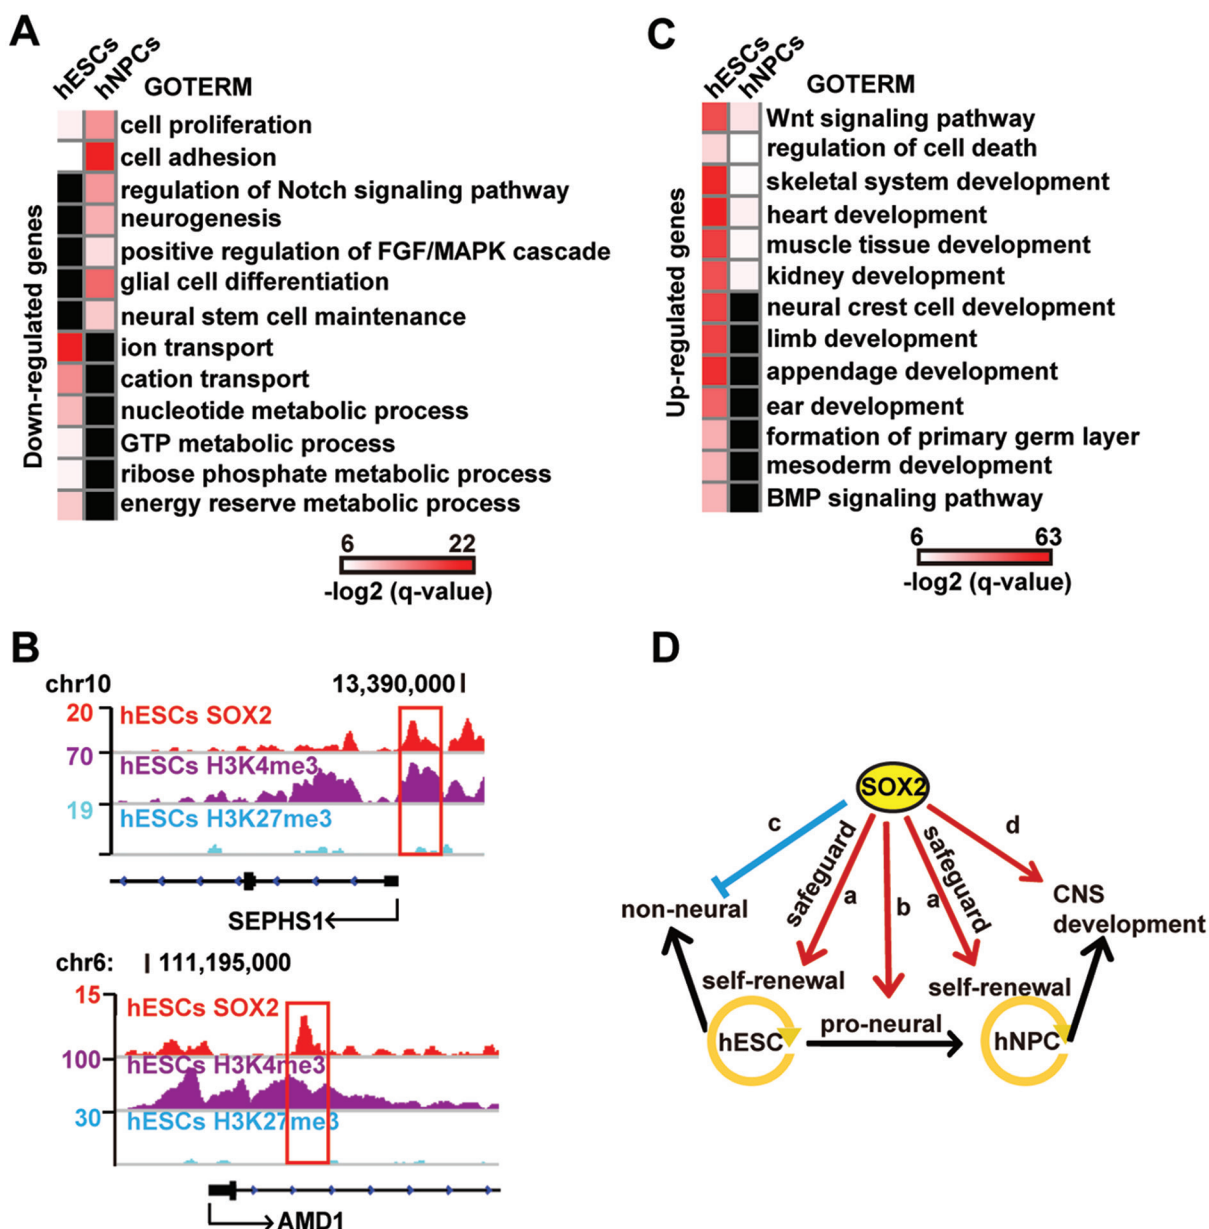 A
hESCs
hNPCs
GOTERM
Down-regulated genes
cell proliferation
cell adhesion
regulation of Notch signaling pathway
neurogenesis
positive regulation of FGF/MAPK cascade
glial cell differentiation
neural stem cell maintenance
ion transport
cation transport
nucleotide metabolic process
GTP metabolic process
ribose phosphate metabolic process
energy reserve metabolic process
6 22
-log2 (q-value)
C
hESCs
hNPCs
GOTERM
Up-regulated genes
Wnt signaling pathway
regulation of cell death
skeletal system development
heart development
muscle tissue development
kidney development
neural crest cell development
limb development
appendage development
ear development
formation of primary germ layer
mesoderm development
BMP signaling pathway
6 63
-log2 (q-value)
B
chr10 13,390,000
20 hESCs SOX2
70 hESCs H3K4me3
19 hESCs H3K27me3
SEPHS1
chr6: 111,195,000
15 hESCs SOX2
100 hESCs H3K4me3
30 hESCs H3K27me3
AMD1
D
SOX2
c
safeguard
a
b
safeguard
a
d
non-neural
CNS
development
self-renewal
self-renewal
hESC
pro-neural
hNPC